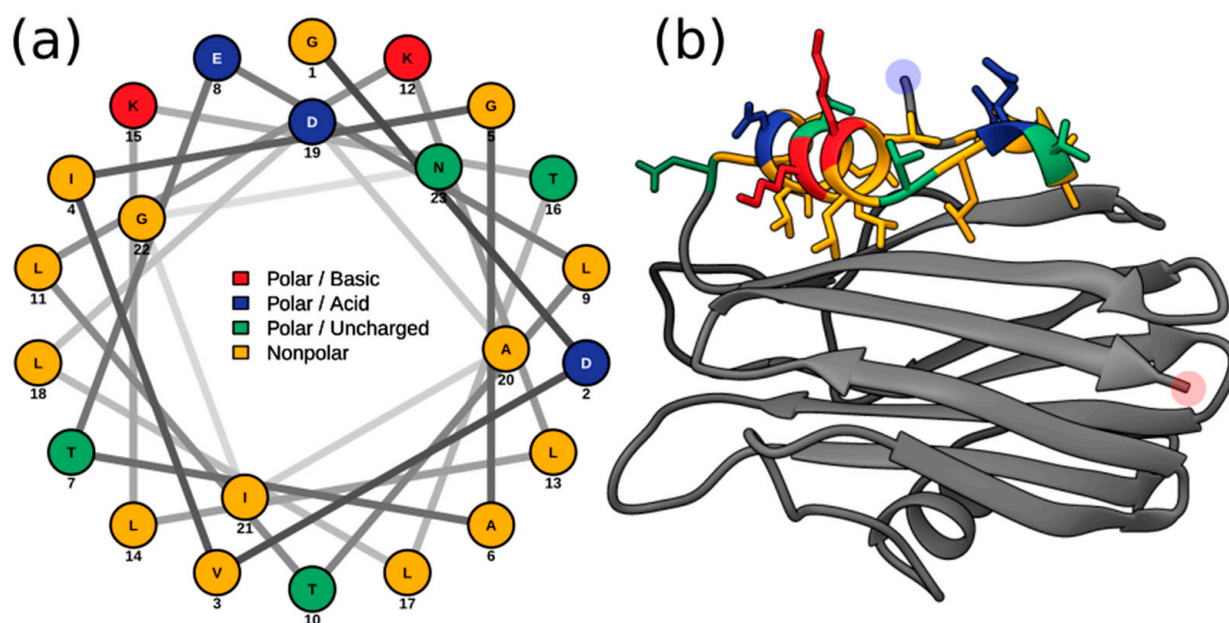 (a)
(b)
G
1
E
8
K
12
K
15
G
5
D
19
I
4
N
23
T
16
G
22
L
11
L
9
Polar / Basic
Polar / Acid
Polar / Uncharged
Nonpolar
L
18
A
20
D
2
T
7
L
13
I
21
L
14
A
6
V
3
T
10
L
17